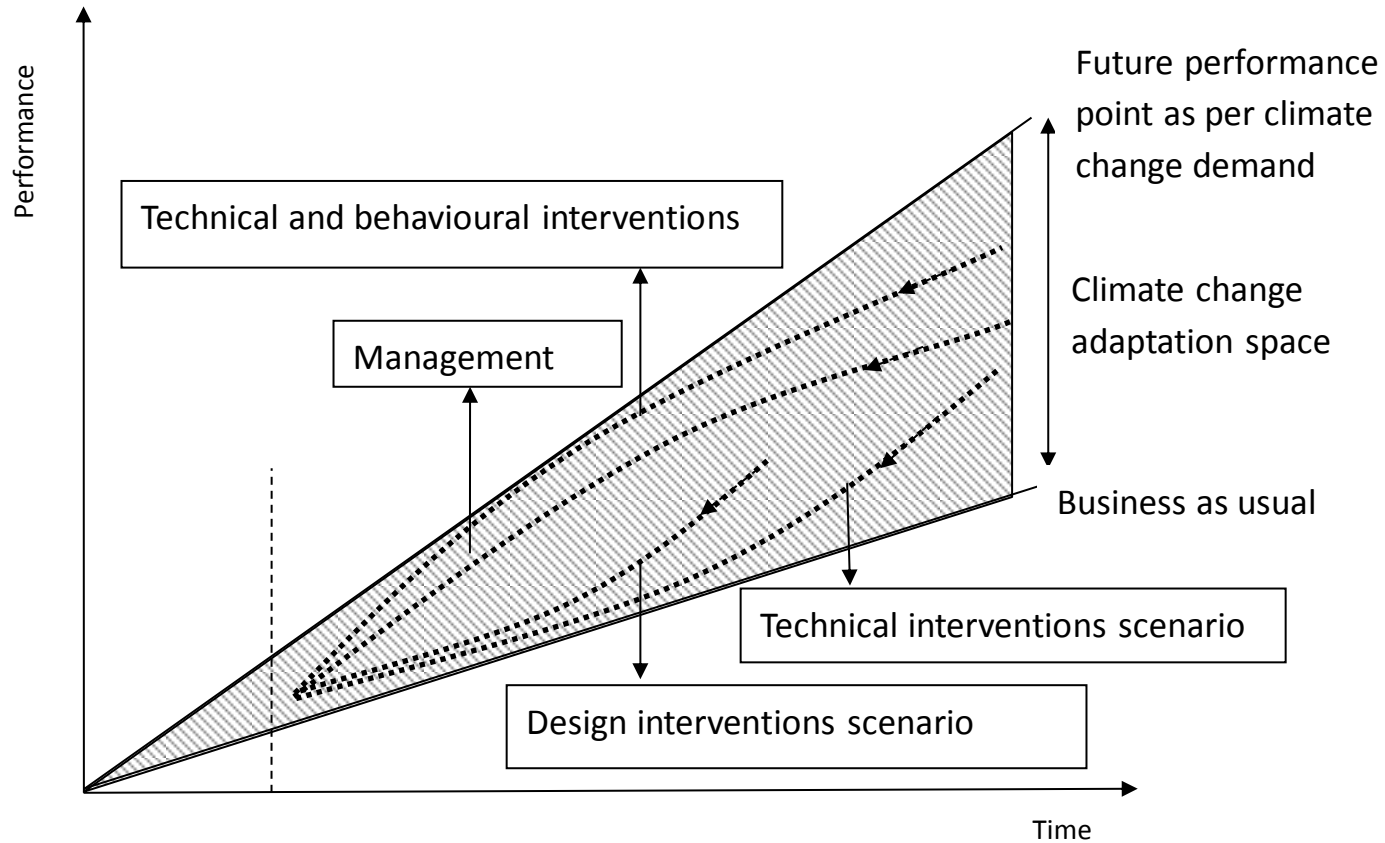 Performance
Future performance
point as per climate
change demand
Technical and behavioural interventions
Management
Climate change
adaptation space
Business as usual
Technical interventions scenario
Design interventions scenario
Time